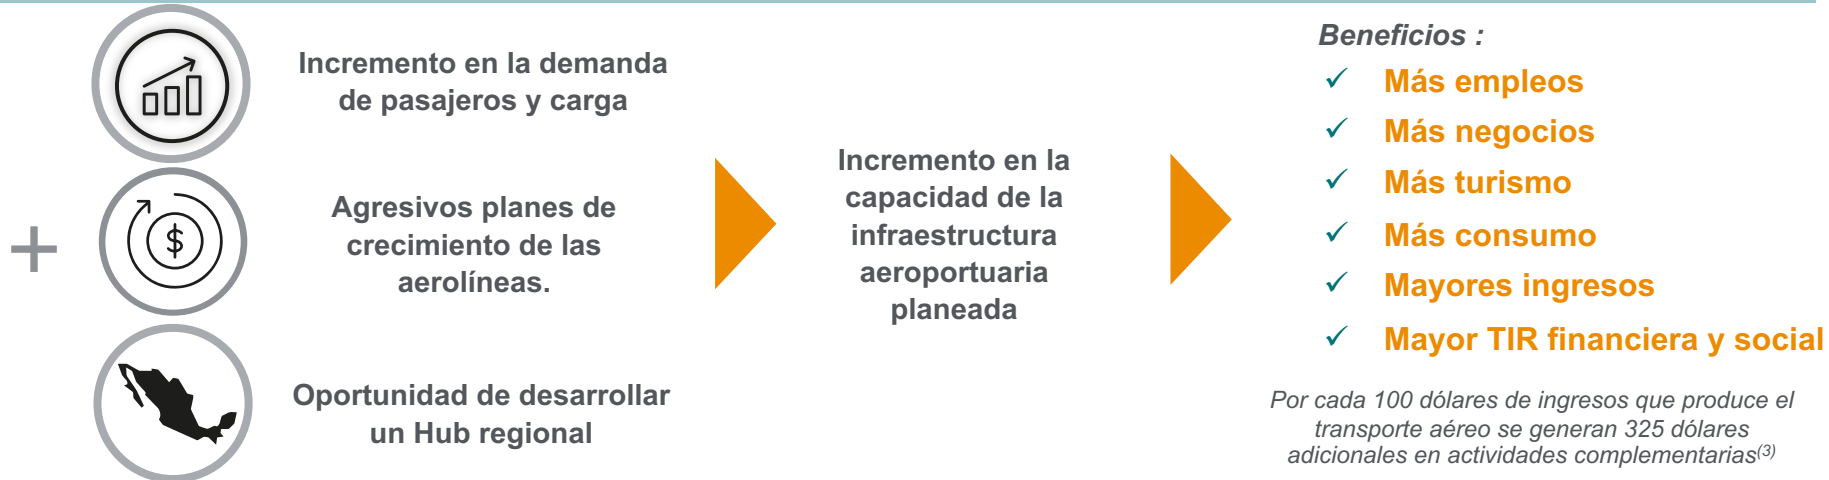 Incremento en la demanda
de pasajeros y carga
+
$
Agresivos planes de
crecimiento de las
aerolíneas.
Oportunidad de desarrollar
un Hub regional
Incremento en la
capacidad de la
infraestructura
aeroportuaria
planeada
Beneficios :
✓ Más empleos
✓ Más negocios
✓ Más turismo
✓ Más consumo
✓ Mayores ingresos
✓ Mayor TIR financiera y social
Por cada 100 dólares de ingresos que produce el
transporte aéreo se generan 325 dólares
adicionales en actividades complementarias(3)